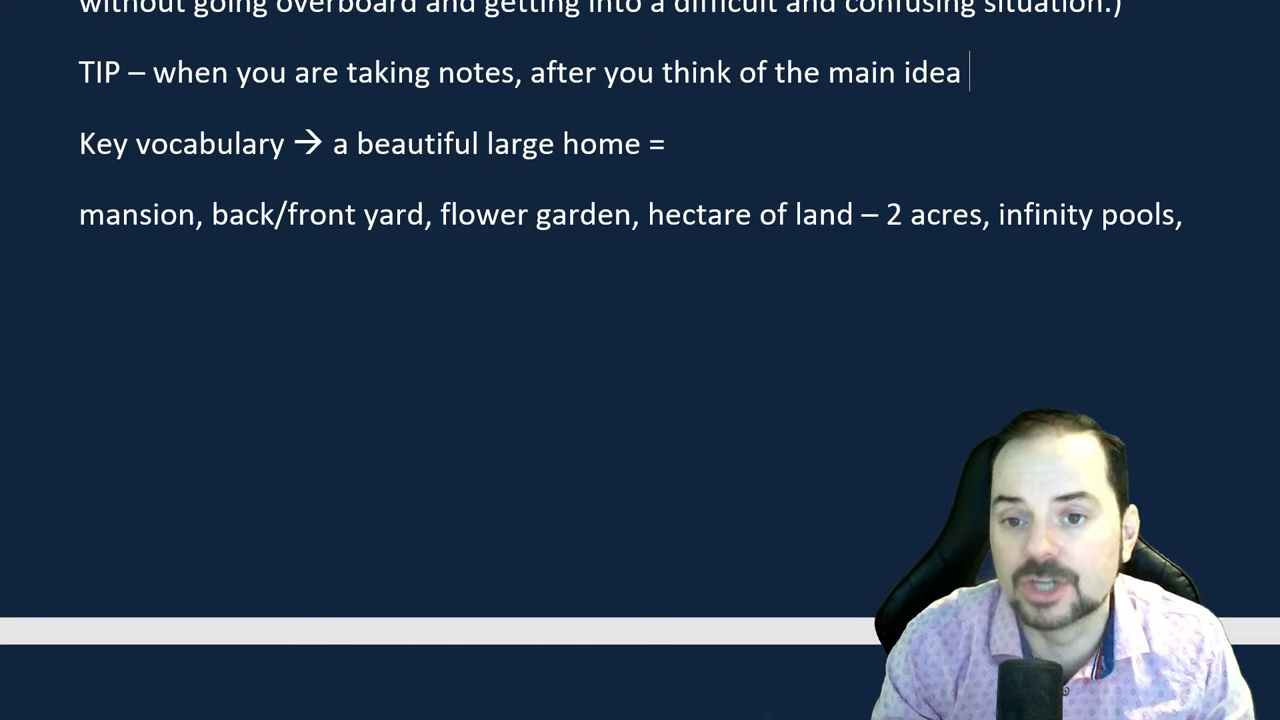 without going overboard and getting into a difficult and confusing situation.)
TIP – when you are taking notes, after you think of the main idea
Key vocabulary → a beautiful large home =
mansion, back/front yard, flower garden, hectare of land – 2 acres, infinity pools,